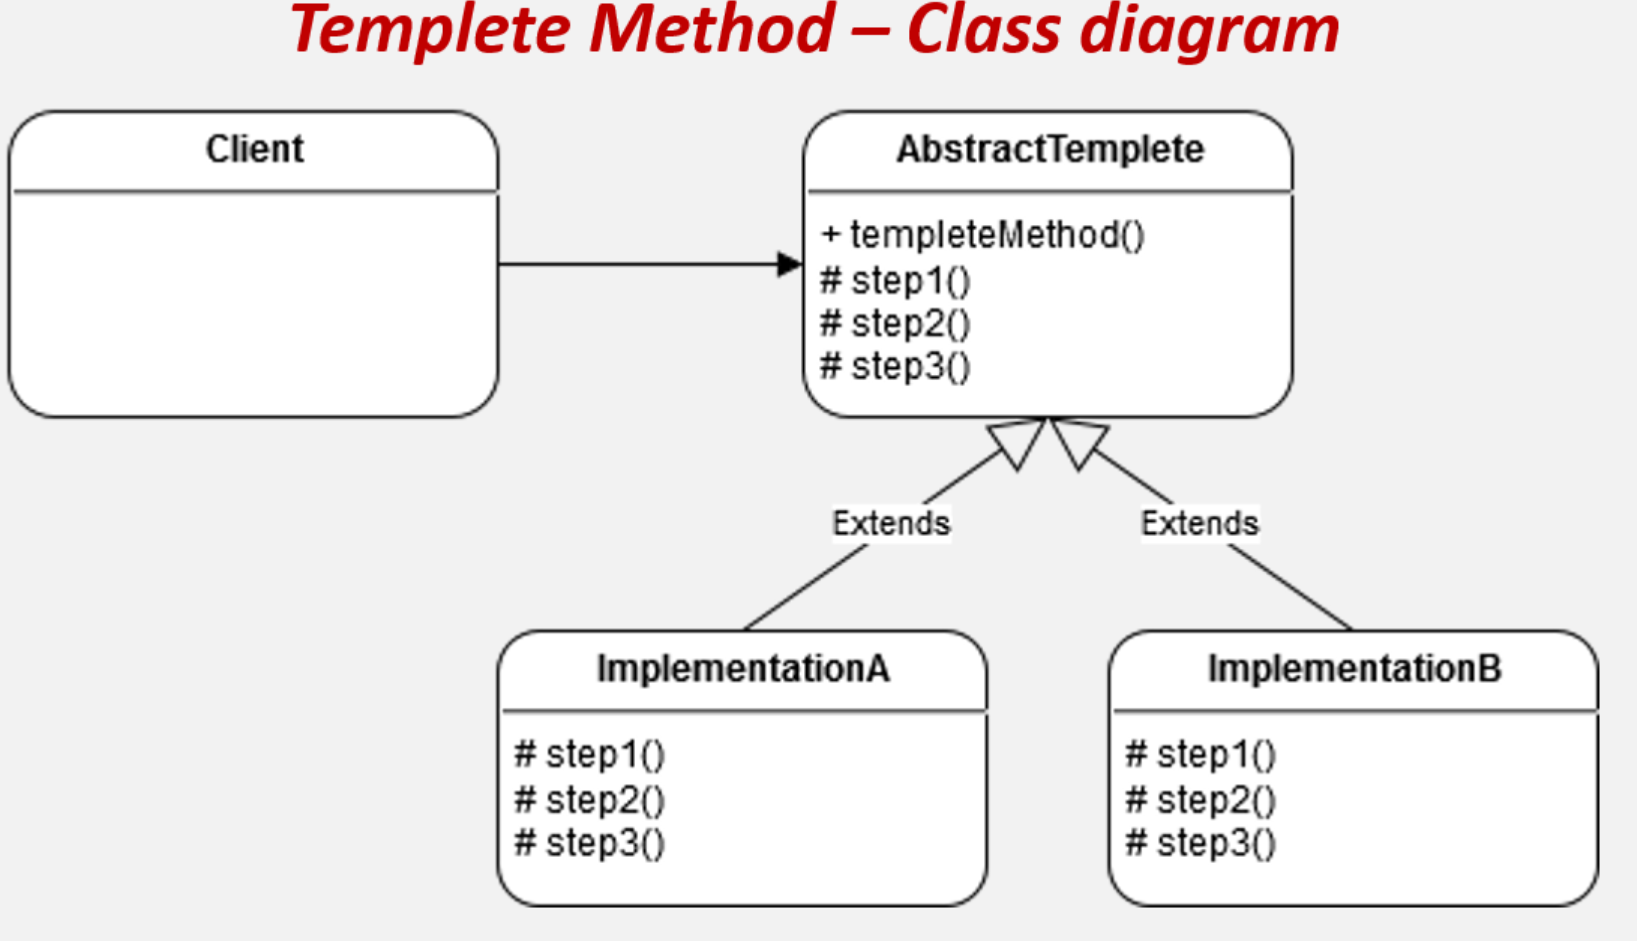 Templete Method – Class diagram
Client
AbstractTemplete
+ templeteMethod()
# step1()
# step2()
# step3()
Extends
Extends
ImplementationA
# step1()
# step2()
# step3()
ImplementationB
# step1()
# step2()
# step3()